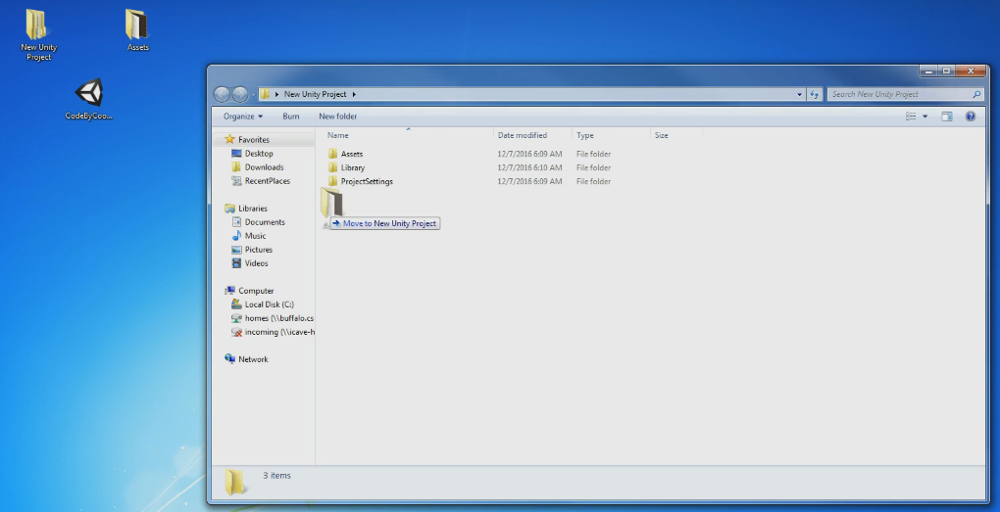 New Unity
Project
Assets
CodeByCoo...
New Unity Project
Search New Unity Project
Organize
Burn
New folder
Name
Date modified
Type
Size
Favorites
Desktop
Downloads
RecentPlaces
Libraries
Documents
Music
Pictures
Videos
Computer
Local Disk (C:)
homes (\\buffalo.cs
incoming (\\icave-h
Network
Assets 12/7/2016 6:09 AM File folder
Library 12/7/2016 6:10 AM File folder
ProjectSettings 12/7/2016 6:09 AM File folder
Move to New Unity Project
3 items